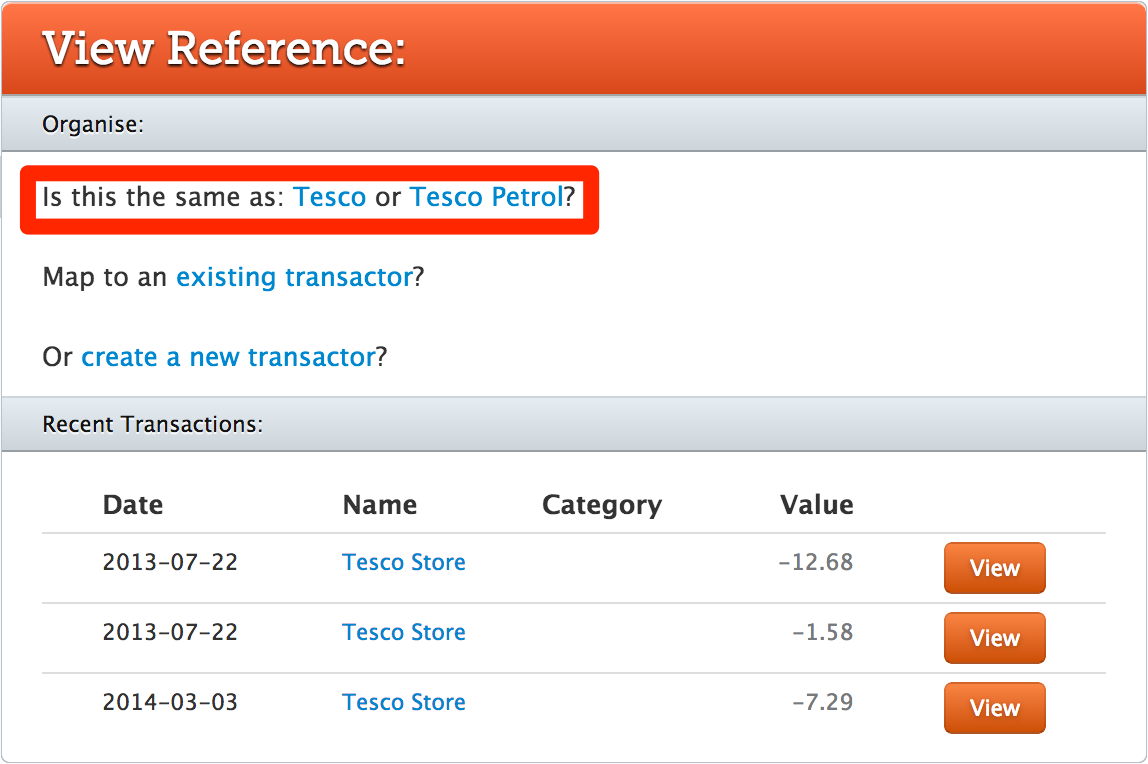 View Reference:
Organise:
Is this the same as: Tesco or Tesco Petrol?
Map to an existing transactor?
Or create a new transactor?
Recent Transactions:
Date Name Category Value
2013-07-22 Tesco Store -12.68 View
2013-07-22 Tesco Store -1.58 View
2014-03-03 Tesco Store -7.29 View